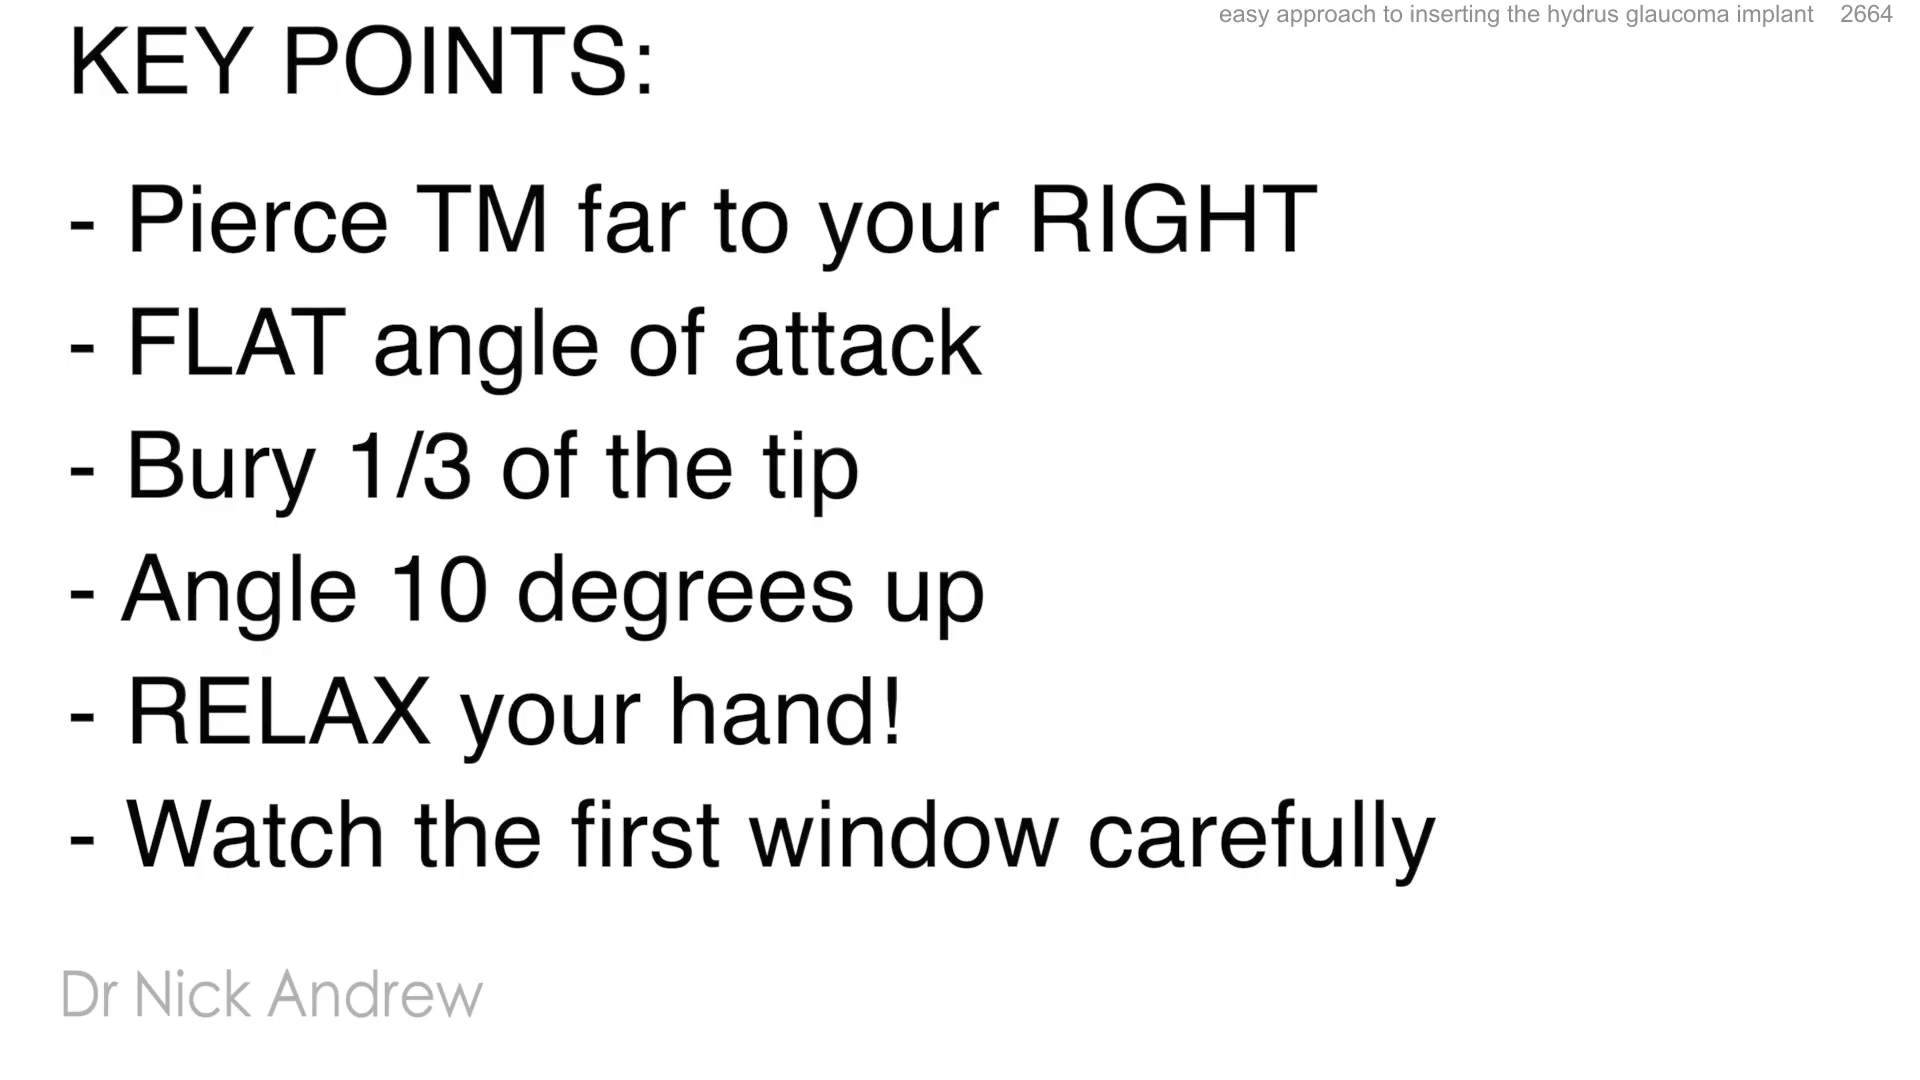 easy approach to inserting the hydrus glaucoma implant 2664
KEY POINTS:
- Pierce TM far to your RIGHT
- FLAT angle of attack
- Bury 1/3 of the tip
- Angle 10 degrees up
- RELAX your hand!
- Watch the first window carefully
Dr Nick Andrew